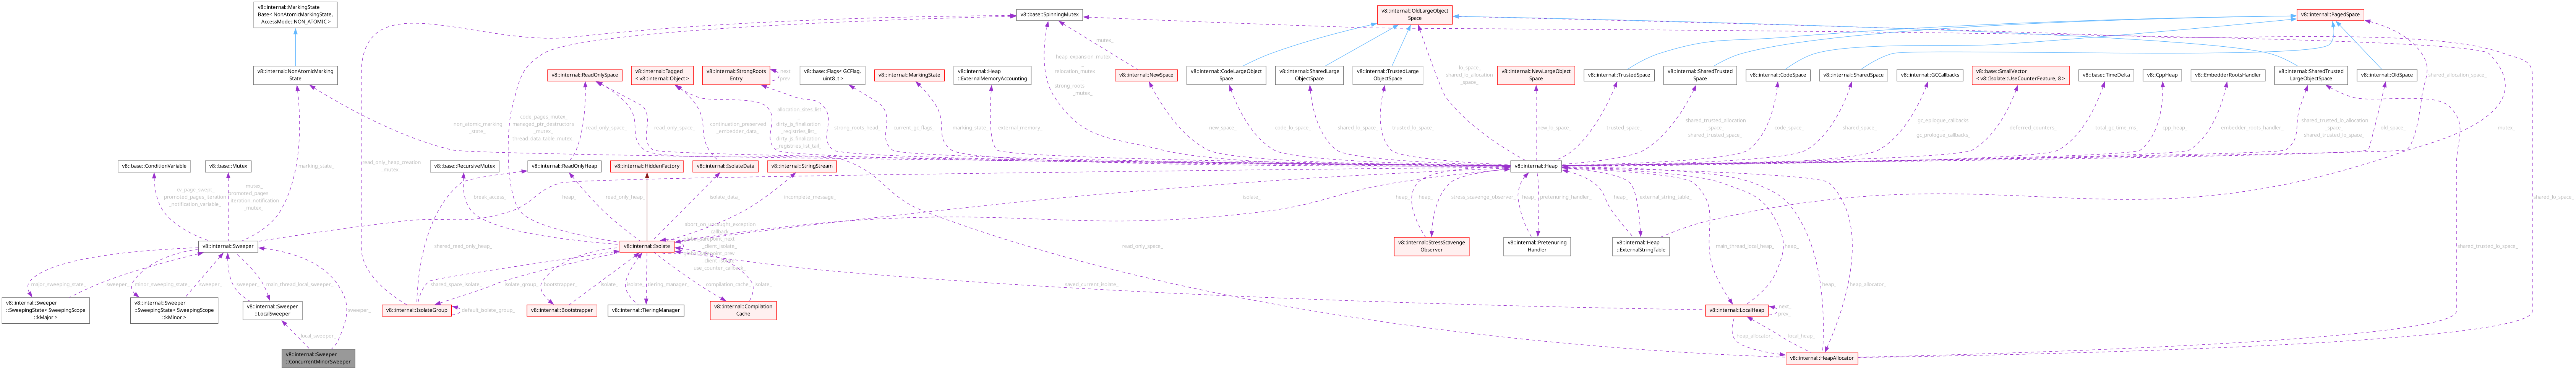 v8::internal::MarkingState
Base< NonAtomicMarkingState,
AccessMode::NON_ATOMIC >
v8::base::SpinningMutex
v8::internal::OldLargeObject
Space
v8::internal::PagedSpace
v8::internal::NonAtomicMarking
State
v8::internal::ReadOnlySpace
v8::internal::Tagged
< v8::internal::Object >
v8::internal::StrongRoots
Entry
v8::base::Flags< GCFlag,
uint8_t >
v8::internal::MarkingState
v8::internal::Heap
::ExternalMemoryAccounting
v8::internal::NewSpace
v8::internal::CodeLargeObject
Space
v8::internal::SharedLarge
ObjectSpace
v8::internal::TrustedLarge
ObjectSpace
v8::internal::NewLargeObject
Space
v8::internal::TrustedSpace
v8::internal::SharedTrusted
Space
v8::internal::CodeSpace
v8::internal::SharedSpace
v8::internal::GCCallbacks
v8::base::SmallVector
< v8::Isolate::UseCounterFeature, 8 >
v8::base::TimeDelta
v8::CppHeap
v8::EmbedderRootsHandler
v8::internal::SharedTrusted
LargeObjectSpace
v8::internal::OldSpace
mutex_
heap_expansion_mutex_
relocation_mutex_
strong_roots
_mutex_
next_
prev_
to_space_
shared_lo_allocation
_space_
shared_allocation_space_
non_atomic_marking
_state_
code_pages_mutex_
managed_ptr_destructors
_mutex_
thread_data_table_mutex_
read_only_space_
read_only_space_
continuation_preserved
_embedder_data_
allocation_sites_list_
dirty_js_finalization
_registries_list_
dirty_js_finalization
_registries_list_tail_
strong_roots_head_
current_gc_flags_
marking_state_
external_memory_
new_space_
code_lo_space_
shared_lo_space_
trusted_lo_space_
new_lo_space_
trusted_space_
shared_trusted_allocation
_space_
shared_trusted_space_
code_space_
shared_space_
gc_epilogue_callbacks_
gc_prologue_callbacks_
deferred_counters_
total_gc_time_ms_
cpp_heap_
embedder_roots_handler_
shared_trusted_lo_allocation
_space_
shared_trusted_lo_space_
old_space_
mutex_
read_only_heap_creation
_mutex_
marking_state_
v8::base::ConditionVariable
v8::base::Mutex
v8::base::RecursiveMutex
v8::internal::ReadOnlyHeap
v8::internal::HiddenFactory
v8::internal::IsolateData
v8::internal::StringStream
v8::internal::Heap
cv_page_swept_
promoted_pages_iteration
_notification_variable_
mutex_
promoted_pages
_iteration_notification
_mutex_
heap_
break_access_
read_only_heap_
isolate_data_
incomplete_message_
isolate_
heap_
heap_
stress_scavenge_observer_
heap_
pretenuring_handler_
heap_
external_string_table_
heap_
shared_lo_space_
v8::internal::Sweeper
shared_read_only_heap_
v8::internal::Isolate
abort_on_uncaught_exception
_callback_
use_counter_callback_
read_only_space_
v8::internal::StressScavenge
Observer
v8::internal::Pretenuring
Handler
v8::internal::Heap
::ExternalStringTable
main_thread_local_heap_
heap_
shared_trusted_lo_space_
major_sweeping_state_
sweeper_
minor_sweeping_state_
sweeper_
sweeper_
main_thread_local_sweeper_
sweeper_
shared_space_isolate_
isolate_group_
bootstrapper_
isolate_
isolate_
tiering_manager_
compilation_cache_
isolate_
saved_current_isolate_
heap_allocator_
v8::internal::Sweeper
::SweepingState< SweepingScope
::kMajor >
v8::internal::Sweeper
::SweepingState< SweepingScope
::kMinor >
v8::internal::Sweeper
::LocalSweeper
v8::internal::IsolateGroup
default_isolate_group_
v8::internal::Bootstrapper
v8::internal::TieringManager
v8::internal::Compilation
Cache
v8::internal::LocalHeap
next_
prev_
local_sweeper_
heap_allocator_
local_heap_
v8::internal::Sweeper
::ConcurrentMinorSweeper
v8::internal::HeapAllocator